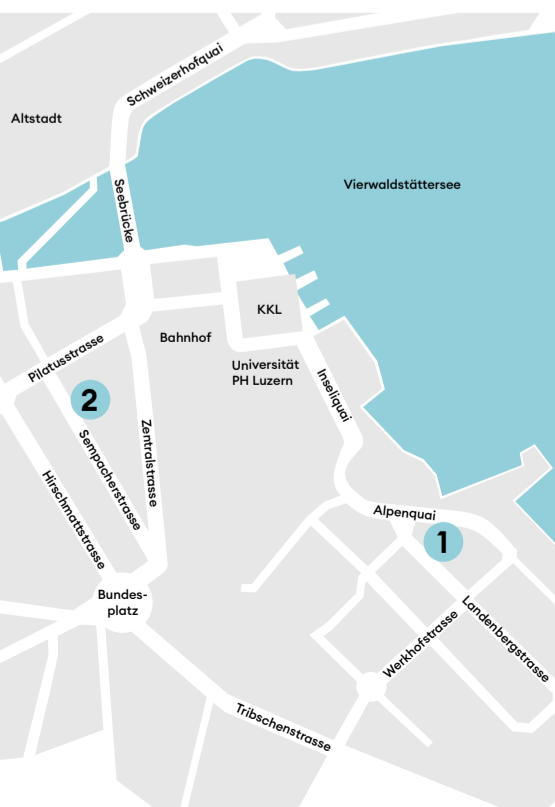 Schweizerhofquai
Altstadt
Vierwaldstättersee
Seebrücke
KKL
Bahnhof
Pilatusstrasse
Universität
PH Luzern
Inseliquai
2
Zentralstrasse
Sempacherstrasse
Hirschmattstrasse
Alpenquai
1
Bundes-
platz
Landenbergstrasse
Werkhofstrasse
Tribschenstrasse